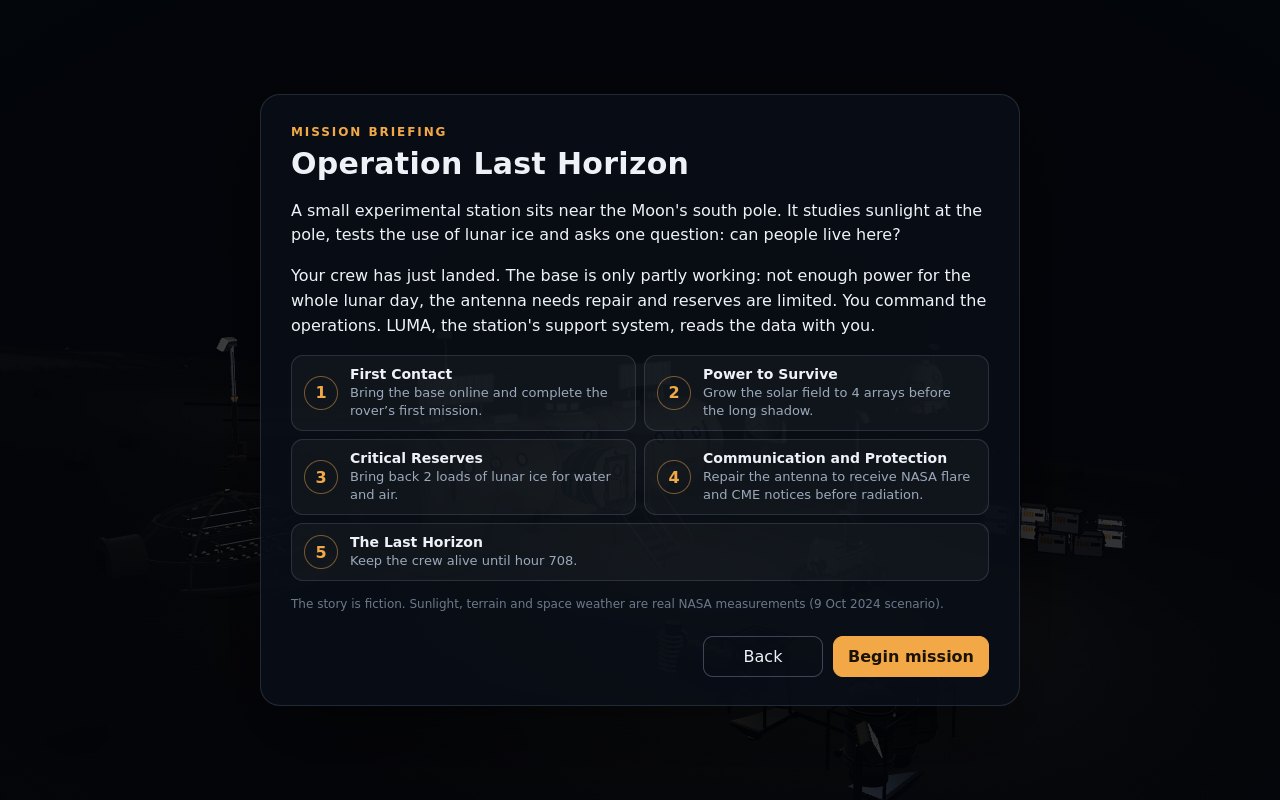 MISSION BRIEFING
Operation Last Horizon
A small experimental station sits near the Moon's south pole. It studies sunlight at the
pole, tests the use of lunar ice and asks one question: can people live here?
Your crew has just landed. The base is only partly working: not enough power for the
whole lunar day, the antenna needs repair and reserves are limited. You command the
operations. LUMA, the station's support system, reads the data with you.
1
First Contact
Bring the base online and complete the
rover’s first mission.
2
Power to Survive
Grow the solar field to 4 arrays before
the long shadow.
3
Critical Reserves
Bring back 2 loads of lunar ice for water
and air.
4
Communication and Protection
Repair the antenna to receive NASA flare
and CME notices before radiation.
5
The Last Horizon
Keep the crew alive until hour 708.
The story is fiction. Sunlight, terrain and space weather are real NASA measurements (9 Oct 2024 scenario).
Back
Begin mission